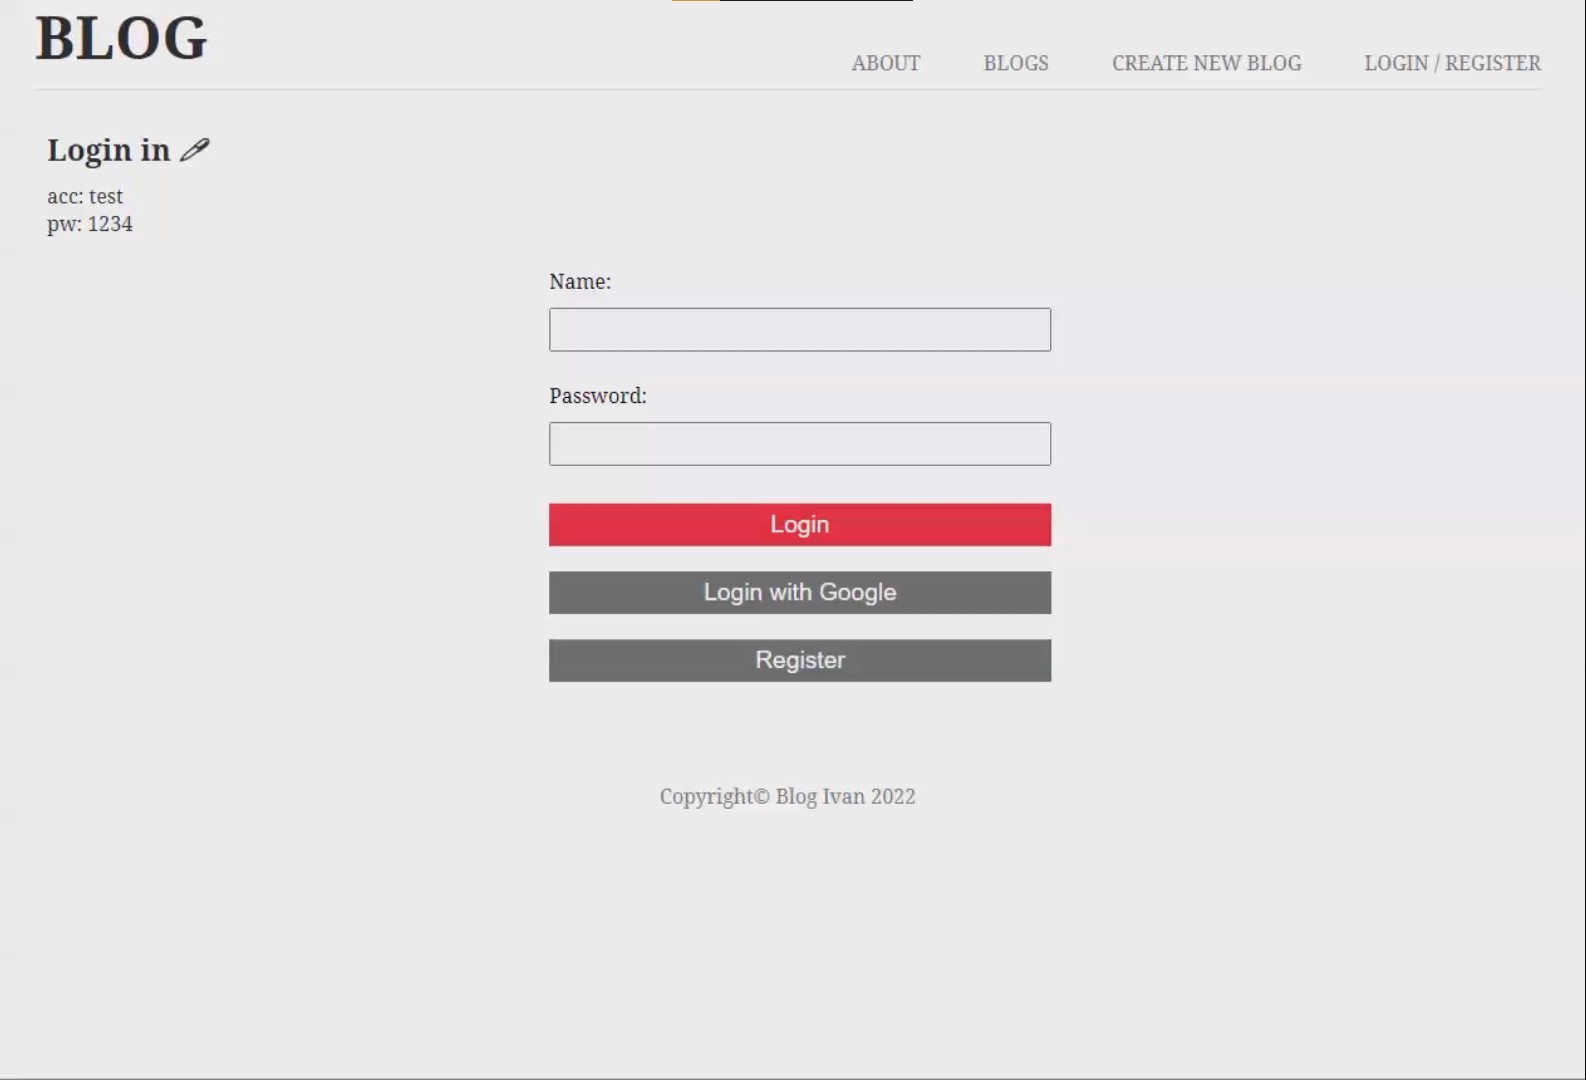 BLOG
ABOUT BLOGS CREATE NEW BLOG LOGIN / REGISTER
Login in
acc: test
pw: 1234
Name:
Password:
Login
Login with Google
Register
Copyright© Blog Ivan 2022